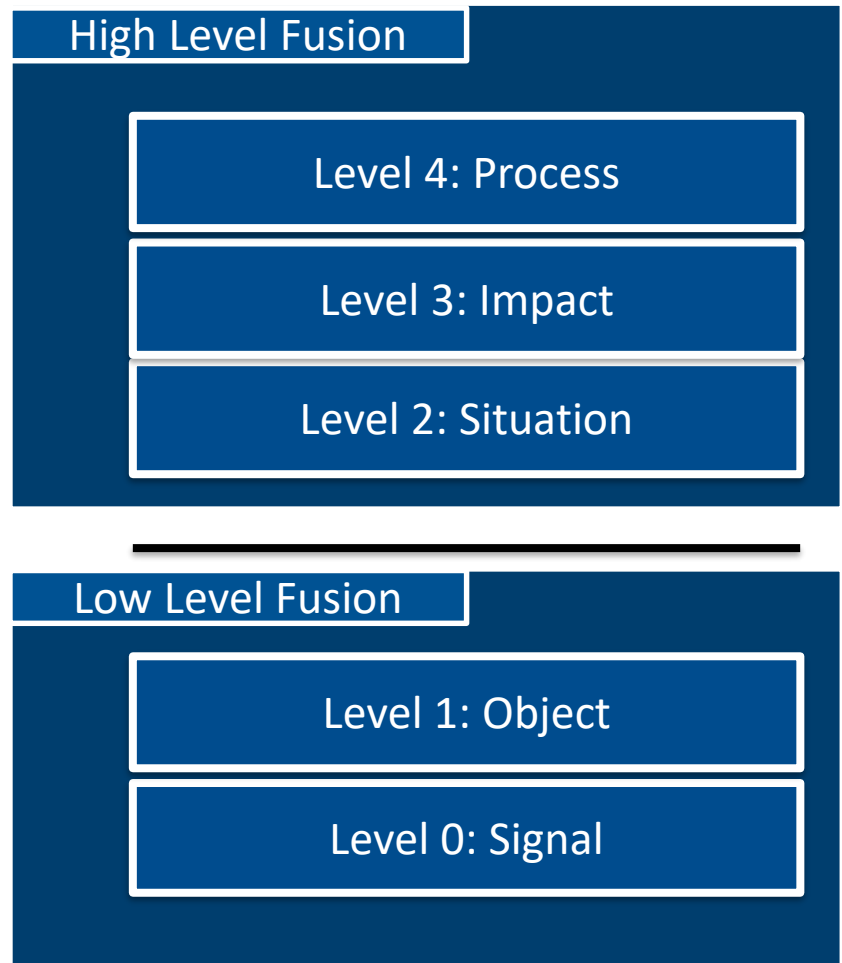 High Level Fusion
Level 4: Process
Level 3: Impact
Level 2: Situation
Low Level Fusion
Level 1: Object
Level 0: Signal